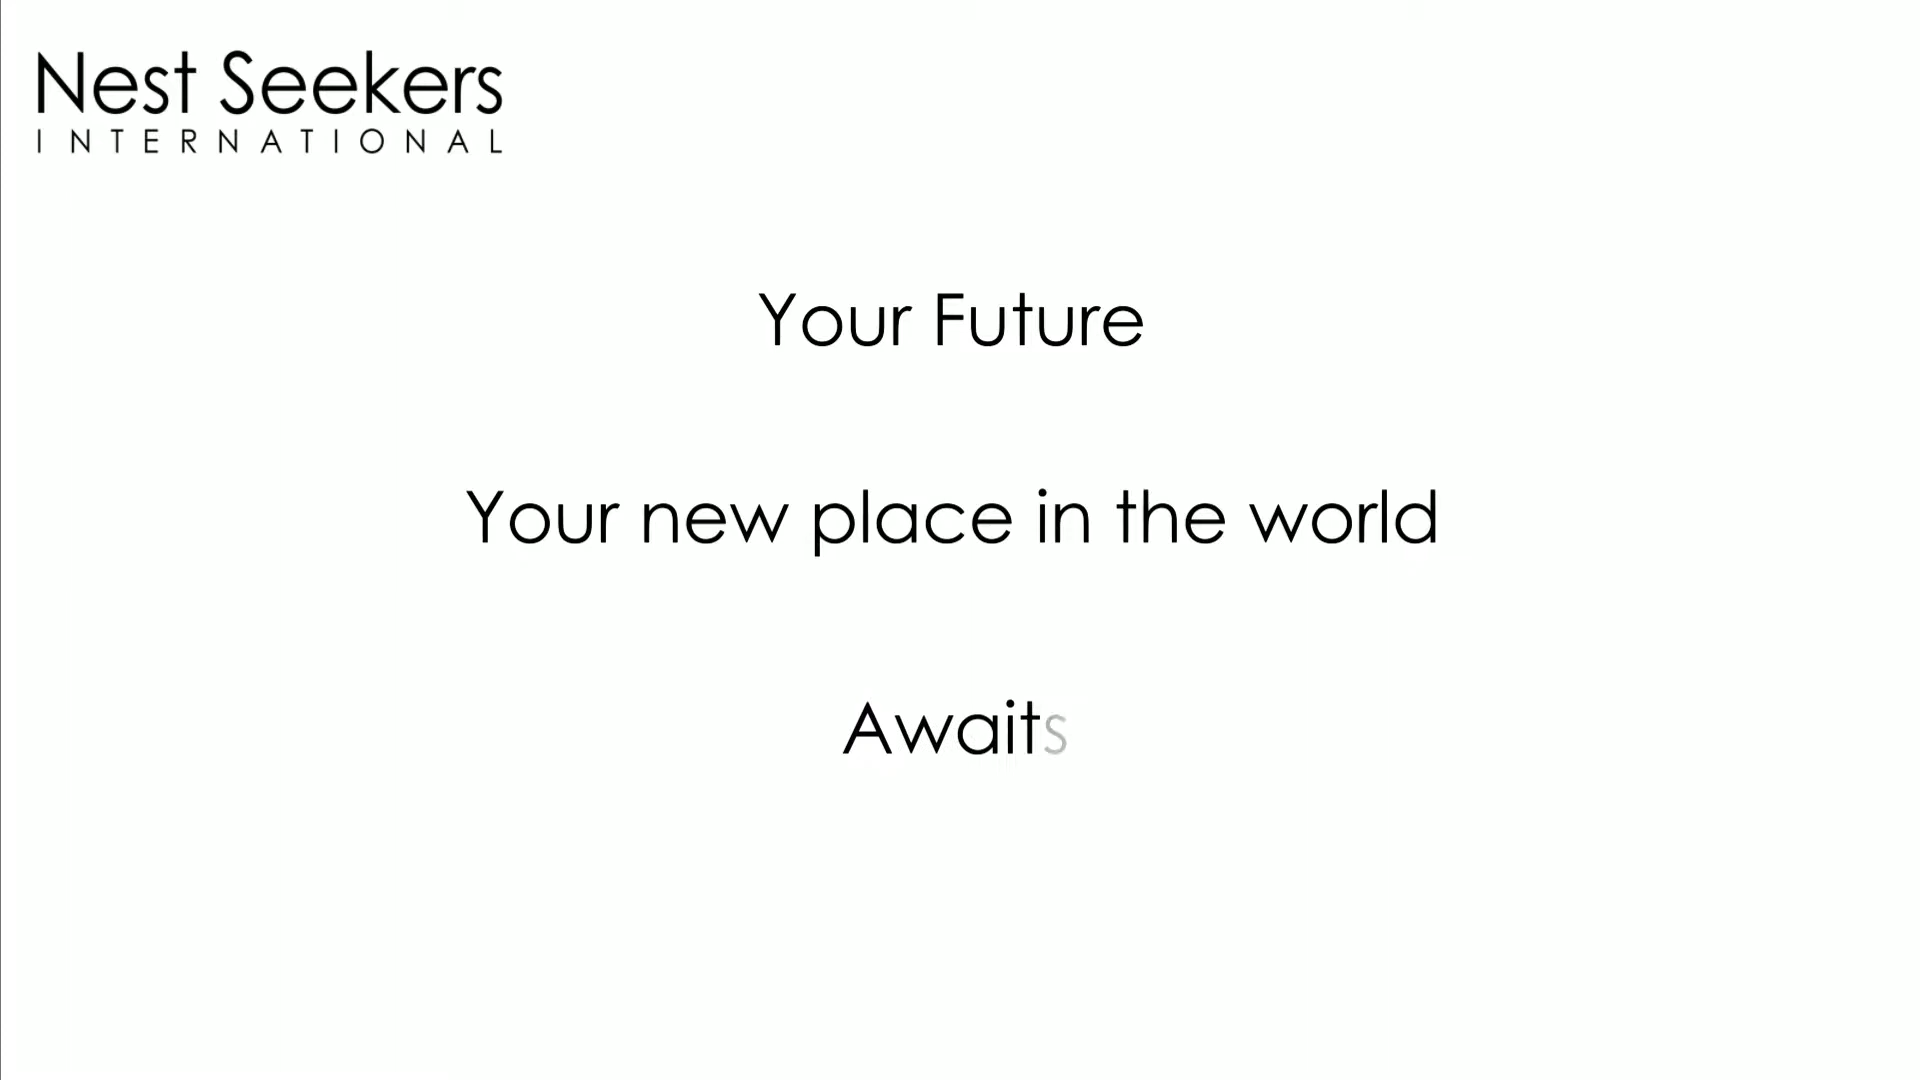 Nest Seekers
INTERNATIONAL
Your Future
Your new place in the world
Awaits